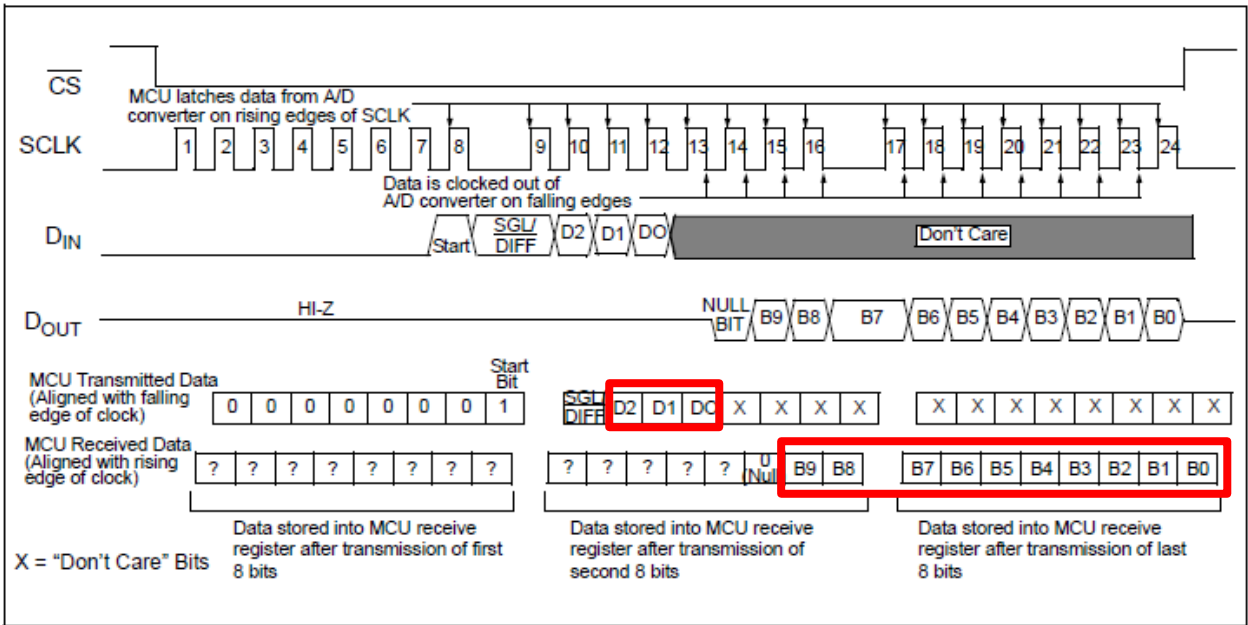 CS
MCU latches data from A/D
converter on rising edges of SCLK
SCLK
1 2 3 4 5 6 7 8 9 10 11 12 13 14 15 16 17 18 19 20 21 22 23 24
Data is clocked out of
A/D converter on falling edges
DIN
Start SGL/ DIFF D2 D1 DO Don't Care
HI-Z
DOUT
NULL BIT B9 B8 B7 B6 B5 B4 B3 B2 B1 B0
Start
Bit
MCU Transmitted Data
(Aligned with falling
edge of clock)
0 0 0 0 0 0 0 1 SGL/ DIFF D2 D1 DO X X X X X X X X X X X X
MCU Received Data
(Aligned with rising
edge of clock)
? ? ? ? ? ? ? ? ? ? ? ? ? 0 (Null B9 B8 B7 B6 B5 B4 B3 B2 B1 B0
Data stored into MCU receive
register after transmission of first
8 bits
Data stored into MCU receive
register after transmission of
second 8 bits
Data stored into MCU receive
register after transmission of last
8 bits
X = "Don't Care" Bits